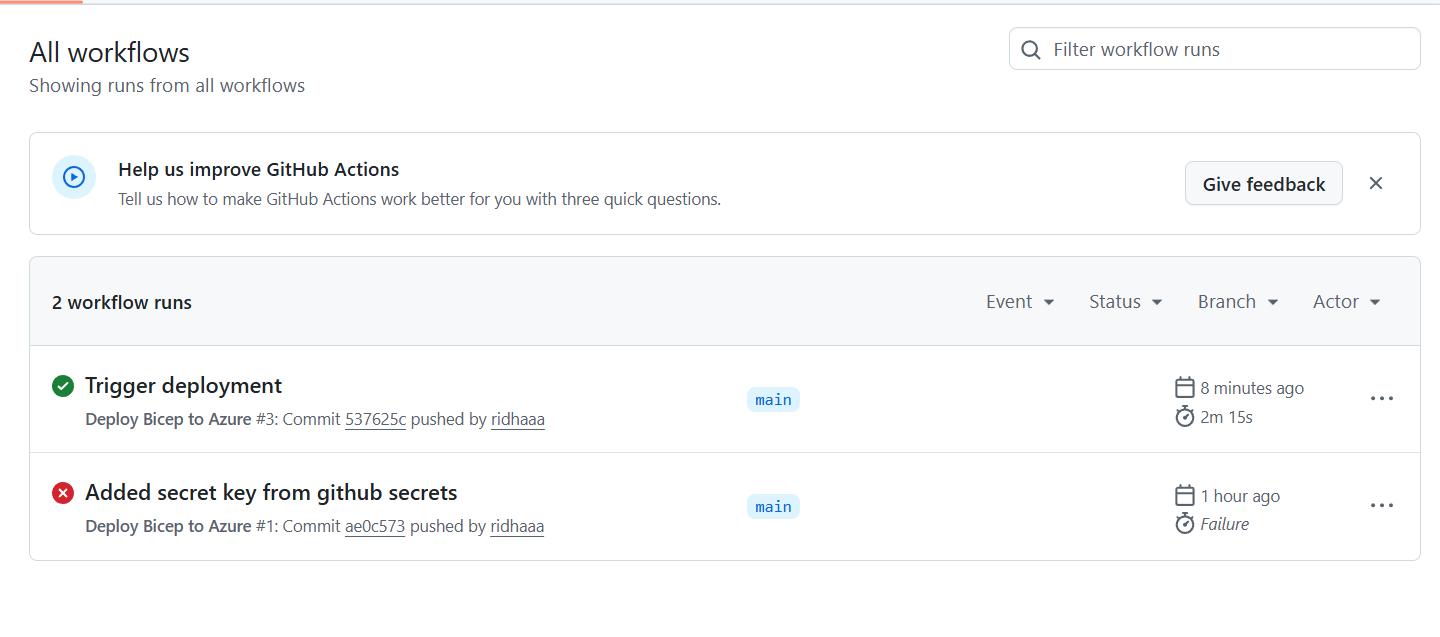 All workflows
Filter workflow runs
Showing runs from all workflows
Help us improve GitHub Actions
Tell us how to make GitHub Actions work better for you with three quick questions.
Give feedback
2 workflow runs
Event Status Branch Actor
Trigger deployment
Deploy Bicep to Azure #3: Commit 537625c pushed by ridhaaa
main
8 minutes ago
2m 15s
Added secret key from github secrets
Deploy Bicep to Azure #1: Commit ae0c573 pushed by ridhaaa
main
1 hour ago
Failure